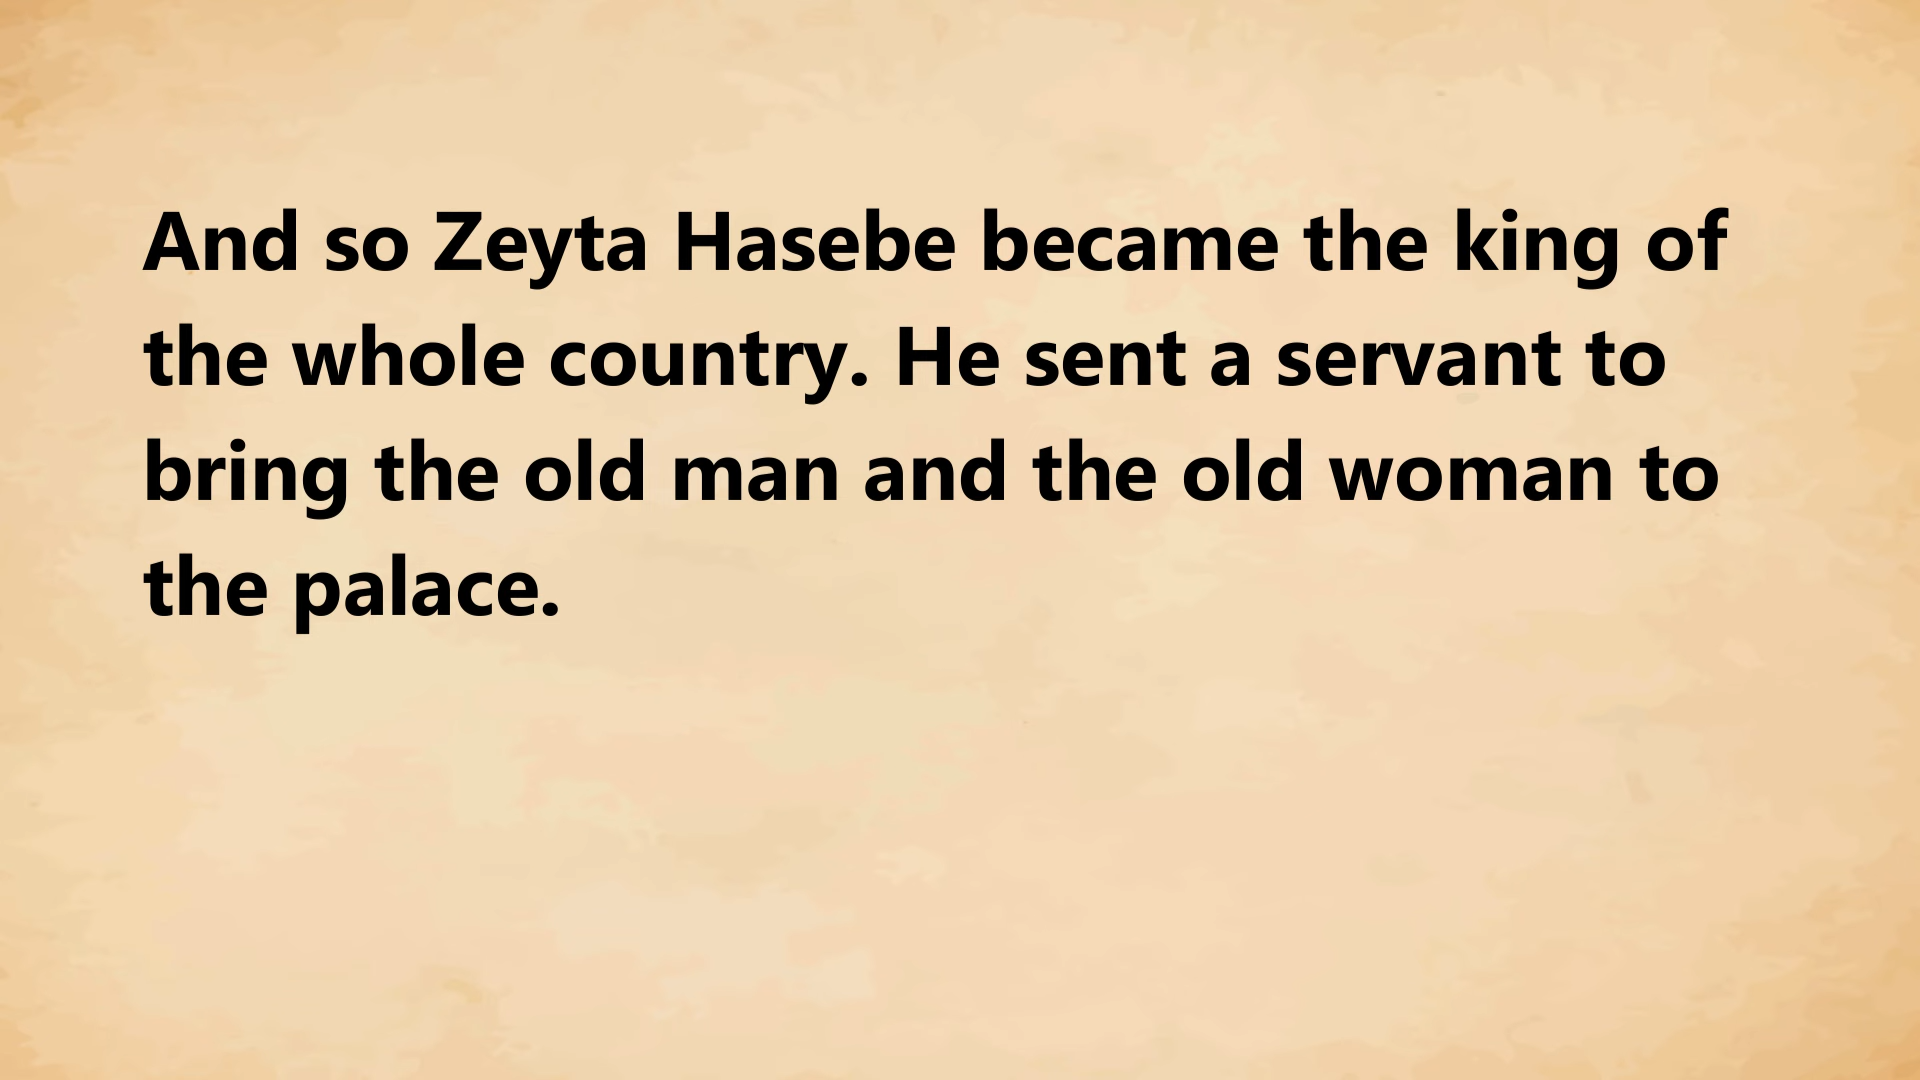 And so Zeyta Hasebe became the king of
the whole country. He sent a servant to
bring the old man and the old woman to
the palace.